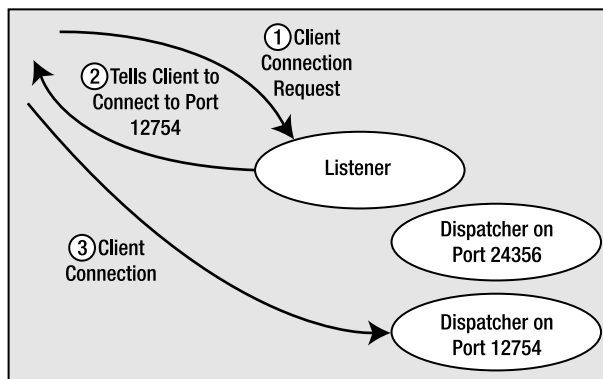 ① Client
Connection
Request
② Tells Client to
Connect to Port
12754
Listener
Dispatcher on
Port 24356
③ Client
Connection
Dispatcher on
Port 12754